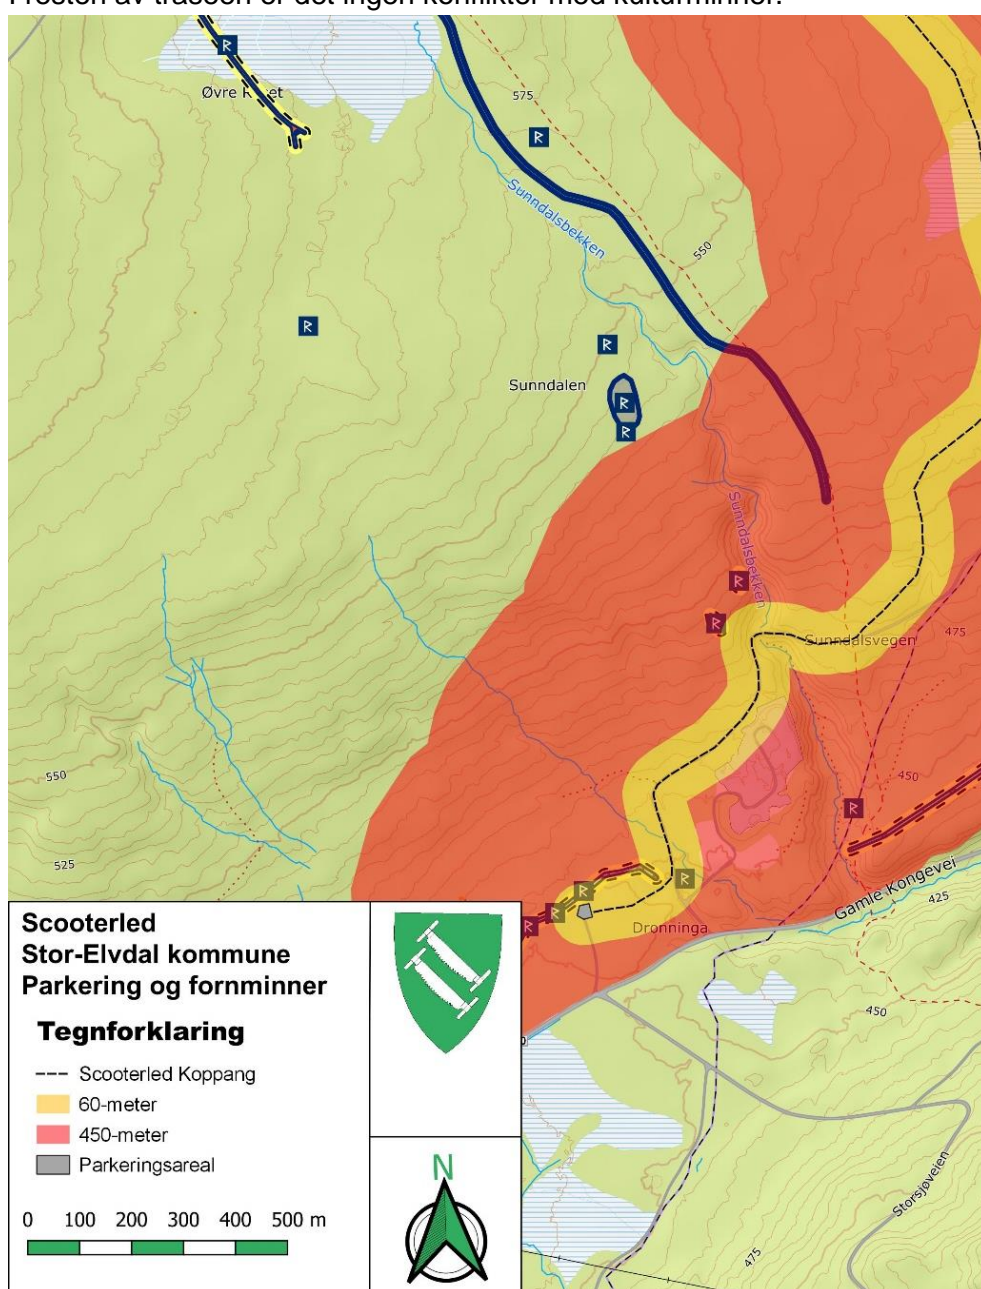 I resten av traseen er det ingen konflikter med kulturminner.
Øvre R et
575
Sunndalsbekken
550
Sunndalen
Sunndalsbekken
Sunndalsvegen
475
550
450
525
Gamle Kongevei
425
Dronninga
450
Storsjøveien
475
Scooterled
Stor-Elvdal kommune
Parkering og fornminner
Tegnforklaring
Scooterled Koppang
60-meter
450-meter
Parkeringsareal
0 100 200 300 400 500 m
N